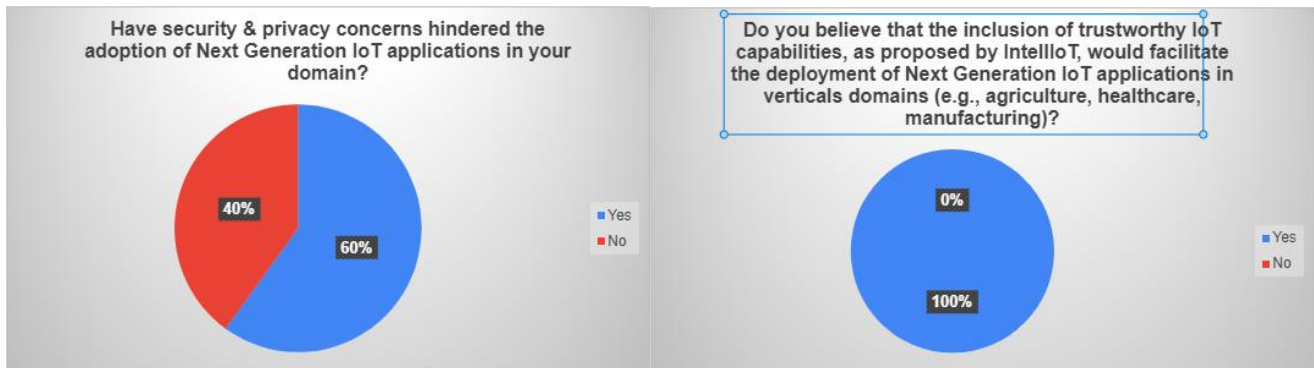 Have security & privacy concerns hindered the
adoption of Next Generation IoT applications in your
domain?
40%
60%
Yes
No
Do you believe that the inclusion of trustworthy IoT
capabilities, as proposed by IntellIoT, would facilitate
the deployment of Next Generation IoT applications in
verticals domains (e.g., agriculture, healthcare,
manufacturing)?
0%
100%
Yes
No